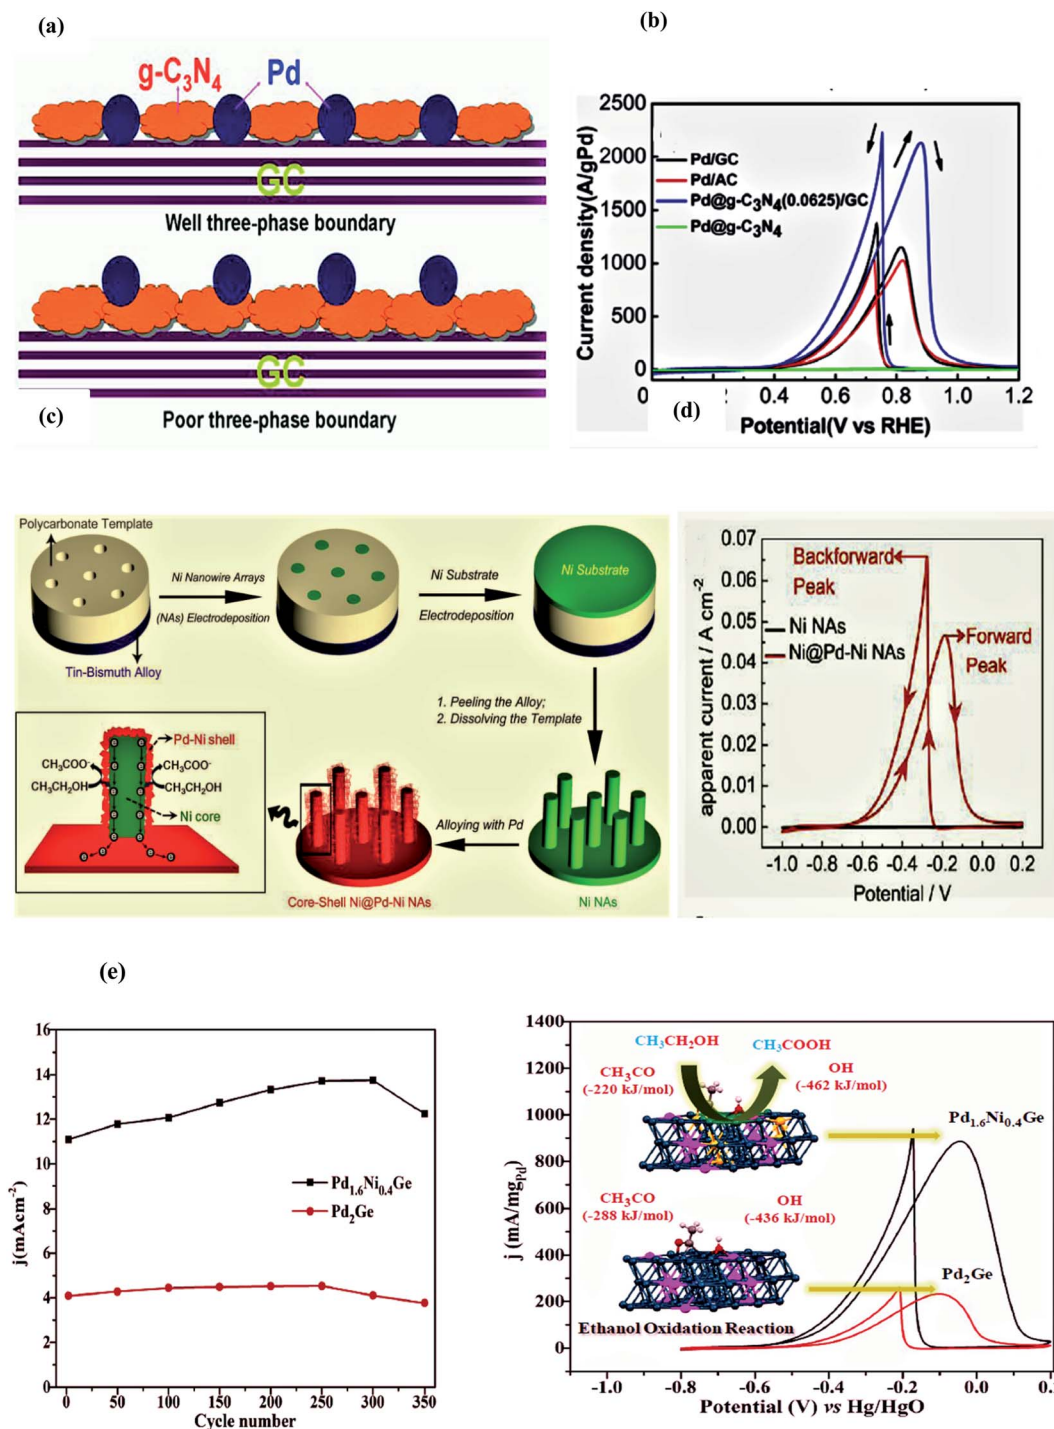 (a)
g-C₃N₄ Pd
GC
Well three-phase boundary
GC
(c)
Poor three-phase boundary
(b)
2500
2000
1500
1000
500
0
Current density(A/gPd)
Pd/GC
Pd/AC
Pd@g-C₃N₄(0.0625)/GC
Pd@g-C₃N₄
0 0.2 0.4 0.6 0.8 1.0 1.2
(d)
Potential(V vs RHE)
Polycarbonate Template
Tin-Bismuth Alloy
Ni Nanowire Arrays
(NAs) Electrodeposition
Ni Substrate
Electrodeposition
Ni Substrate
1. Peeling the Alloy;
2. Dissolving the Template
Pd-Ni shell
CH₃COO⁻ CH₃COO⁻
CH₃CH₂OH CH₃CH₂OH
Ni core
e e e e e e e e e e e e
Alloying with Pd
Core-Shell Ni@Pd-Ni NAs
Ni NAs
0.07
0.06
0.05
0.04
0.03
0.02
0.01
0.00
apparent current / A cm⁻²
Backforward
Peak
Ni NAs
Ni@Pd-Ni NAs
Forward
Peak
-1.0 -0.8 -0.6 -0.4 -0.2 0.0 0.2
Potential / V
(e)
16
14
12
10
8
6
4
2
0
j(mAcm⁻²)
Pd₁.₆Ni₀.₄Ge
Pd₂Ge
0 50 100 150 200 250 300 350
Cycle number
1400
1200
1000
800
600
400
200
0
j (mA/mg_Pd)
CH₃CH₂OH CH₃COOH
CH₃CO
(-220 kJ/mol)
OH
(-462 kJ/mol)
Pd₁.₆Ni₀.₄Ge
CH₃CO
(-288 kJ/mol)
OH
(-436 kJ/mol)
Pd₂Ge
Ethanol Oxidation Reaction
-1.0 -0.8 -0.6 -0.4 -0.2 0.0
Potential (V) vs Hg/HgO